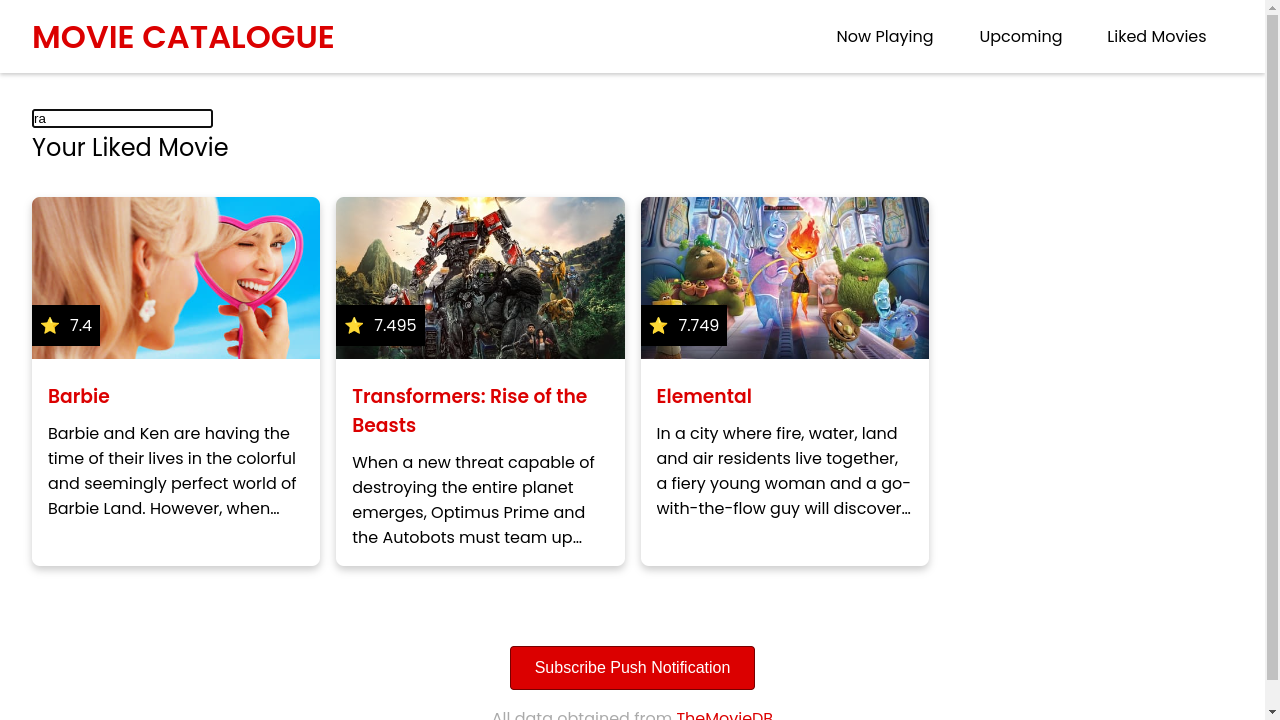 MOVIE CATALOGUE
Now Playing
Upcoming
Liked Movies
ra
Your Liked Movie
7.4
Barbie
Barbie and Ken are having the
time of their lives in the colorful
and seemingly perfect world of
Barbie Land. However, when...
7.495
Transformers: Rise of the
Beasts
When a new threat capable of
destroying the entire planet
emerges, Optimus Prime and
the Autobots must team up...
7.749
Elemental
In a city where fire, water, land
and air residents live together,
a fiery young woman and a go-
with-the-flow guy will discover...
Subscribe Push Notification
All data obtained from TheMovieDB